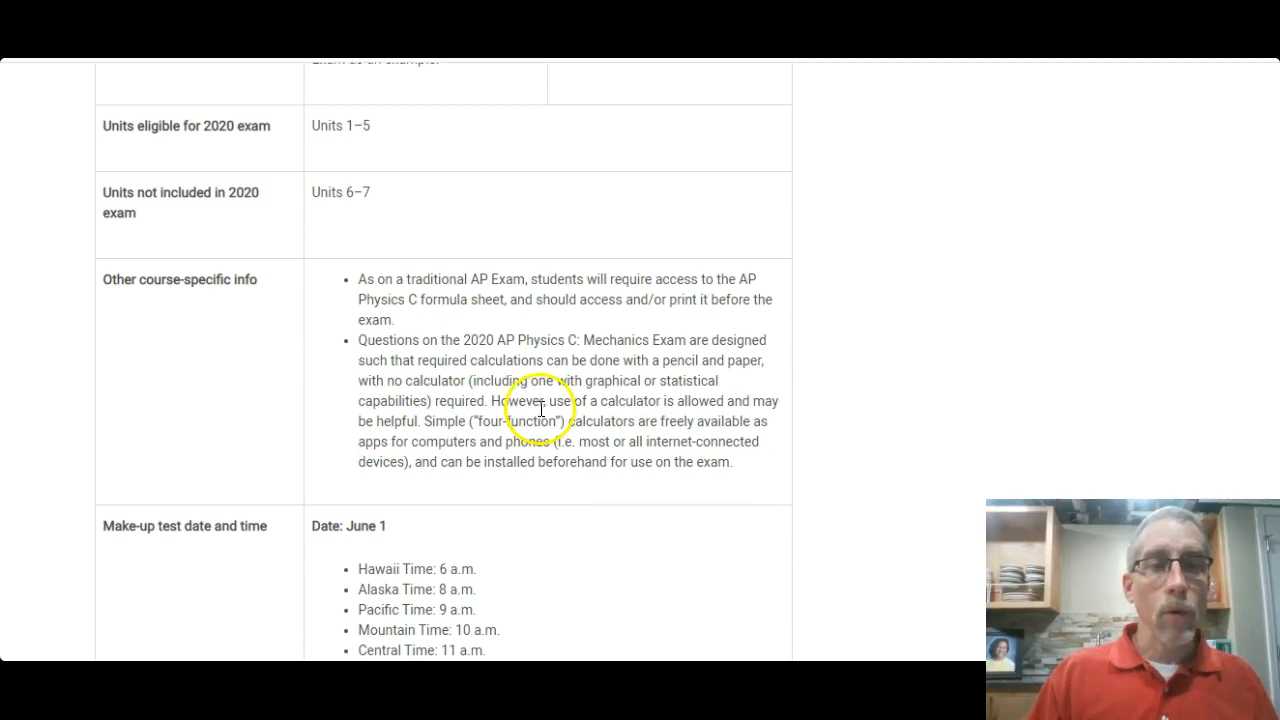 Exam as an example.
Units eligible for 2020 exam
Units 1–5
Units not included in 2020
exam
Units 6–7
Other course-specific info
As on a traditional AP Exam, students will require access to the AP
Physics C formula sheet, and should access and/or print it before the
exam.
Questions on the 2020 AP Physics C: Mechanics Exam are designed
such that required calculations can be done with a pencil and paper,
with no calculator (including one with graphical or statistical
capabilities) required. However, use of a calculator is allowed and may
be helpful. Simple (“four-function”) calculators are freely available as
apps for computers and phones (i.e. most or all internet-connected
devices), and can be installed beforehand for use on the exam.
Make-up test date and time
Date: June 1
Hawaii Time: 6 a.m.
Alaska Time: 8 a.m.
Pacific Time: 9 a.m.
Mountain Time: 10 a.m.
Central Time: 11 a.m.